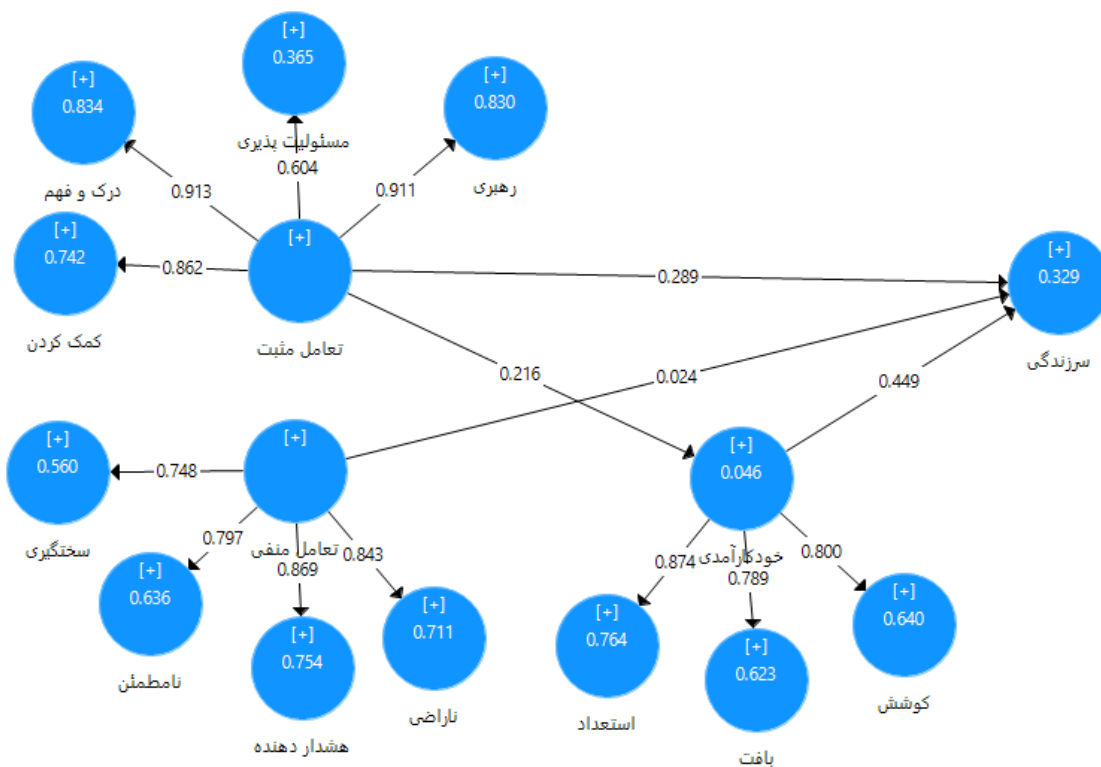 [+]
0.365
مسئولیت پذیری
[+]
0.834
درک و فهم
[+]
0.830
رهبری
0.604
0.913
0.911
[+]
0.742
کمک کردن
0.862
[+]
تعامل مثبت
0.289
[+]
0.329
سرزندگی
0.216
0.024
0.449
[+]
0.560
سختگیری
0.748
[+]
تعامل منفی
0.797
0.869
0.843
[+]
0.046
خودکارآمدی
0.874
0.789
0.800
[+]
0.636
نامطمئن
[+]
0.754
هشدار دهنده
[+]
0.711
ناراضی
[+]
0.764
استعداد
[+]
0.623
بافت
[+]
0.640
کوشش